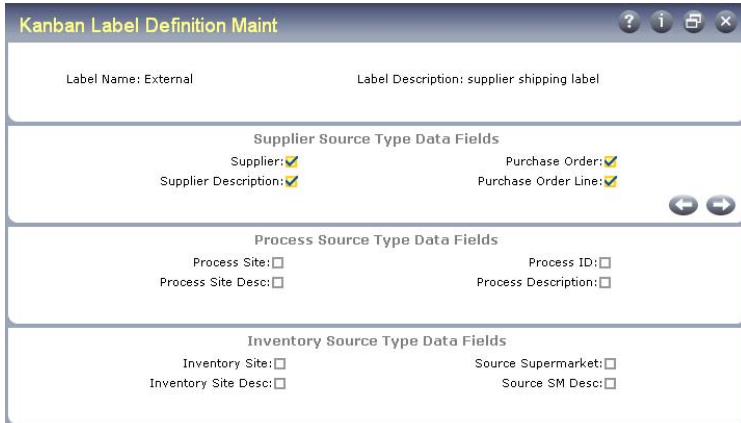 Kanban Label Definition Maint
Label Name: External Label Description: supplier shipping label
Supplier Source Type Data Fields
Supplier: Purchase Order:
Supplier Description: Purchase Order Line:
Process Source Type Data Fields
Process Site: Process ID:
Process Site Desc: Process Description:
Inventory Source Type Data Fields
Inventory Site: Source Supermarket:
Inventory Site Desc: Source SM Desc: